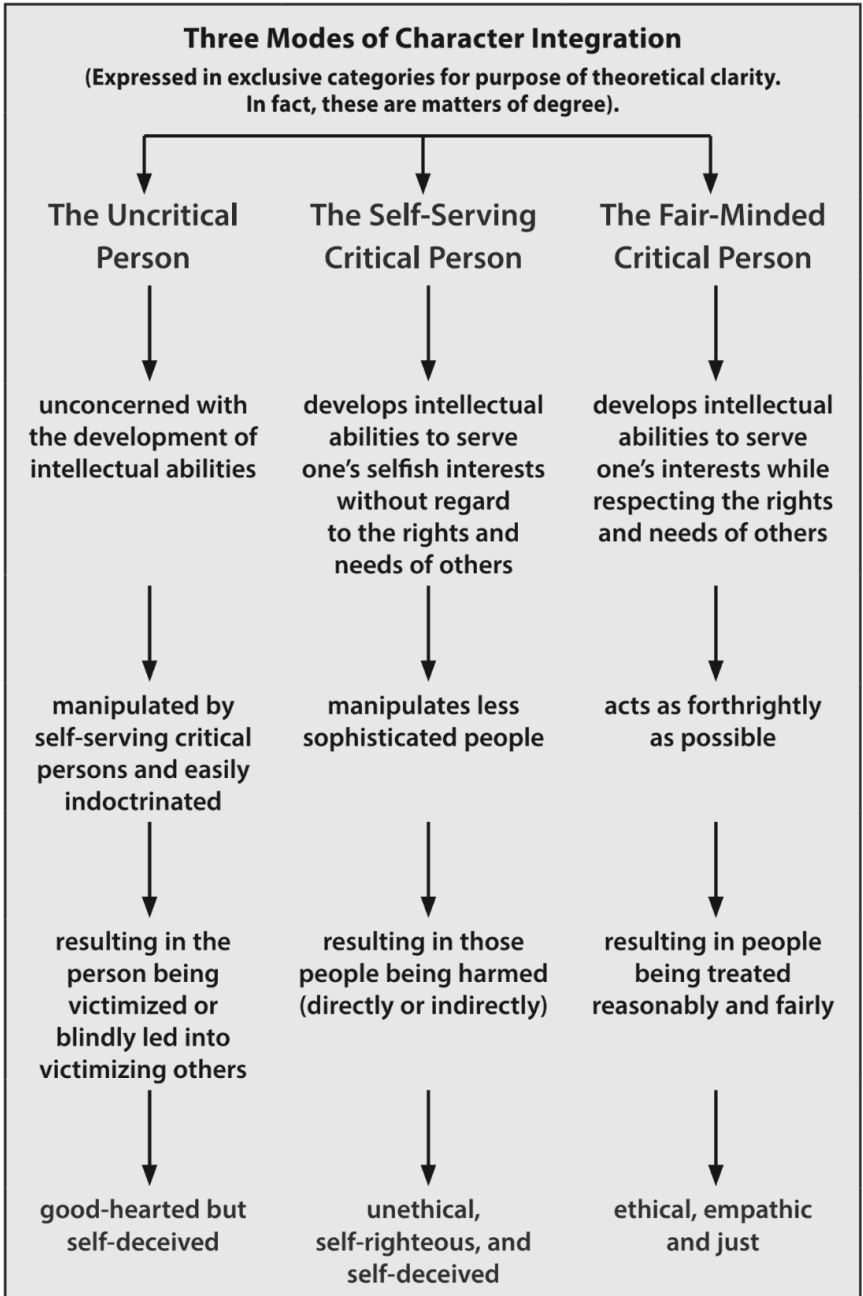 Three Modes of Character Integration
(Expressed in exclusive categories for purpose of theoretical clarity.
In fact, these are matters of degree).
The Uncritical
Person
unconcerned with
the development of
intellectual abilities
manipulated by
self-serving critical
persons and easily
indoctrinated
resulting in the
person being
victimized or
blindly led into
victimizing others
good-hearted but
self-deceived
The Self-Serving
Critical Person
develops intellectual
abilities to serve
one’s selfish interests
without regard
to the rights and
needs of others
manipulates less
sophisticated people
resulting in those
people being harmed
(directly or indirectly)
unethical,
self-righteous, and
self-deceived
The Fair-Minded
Critical Person
develops intellectual
abilities to serve
one’s interests while
respecting the rights
and needs of others
acts as forthrightly
as possible
resulting in people
being treated
reasonably and fairly
ethical, empathic
and just